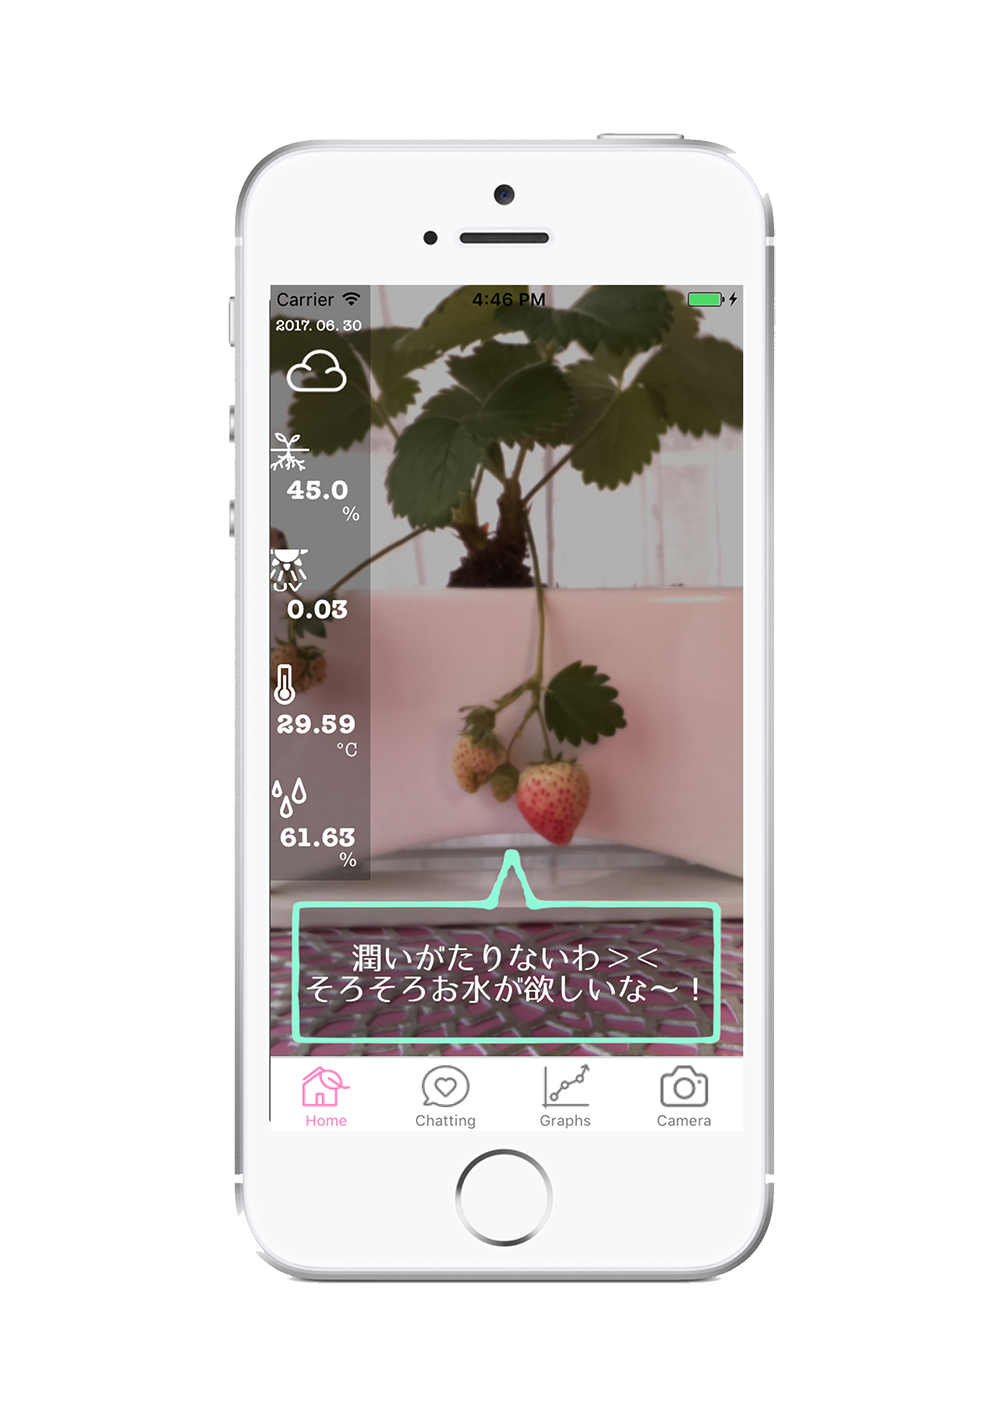 Carrier
4:46 PM
2017. 06. 30
45.0
%
UV
0.03
29.59
°C
61.63
%
潤いがたりないわ＞＜
そろそろお水が欲しいな〜！
Home
Chatting
Graphs
Camera